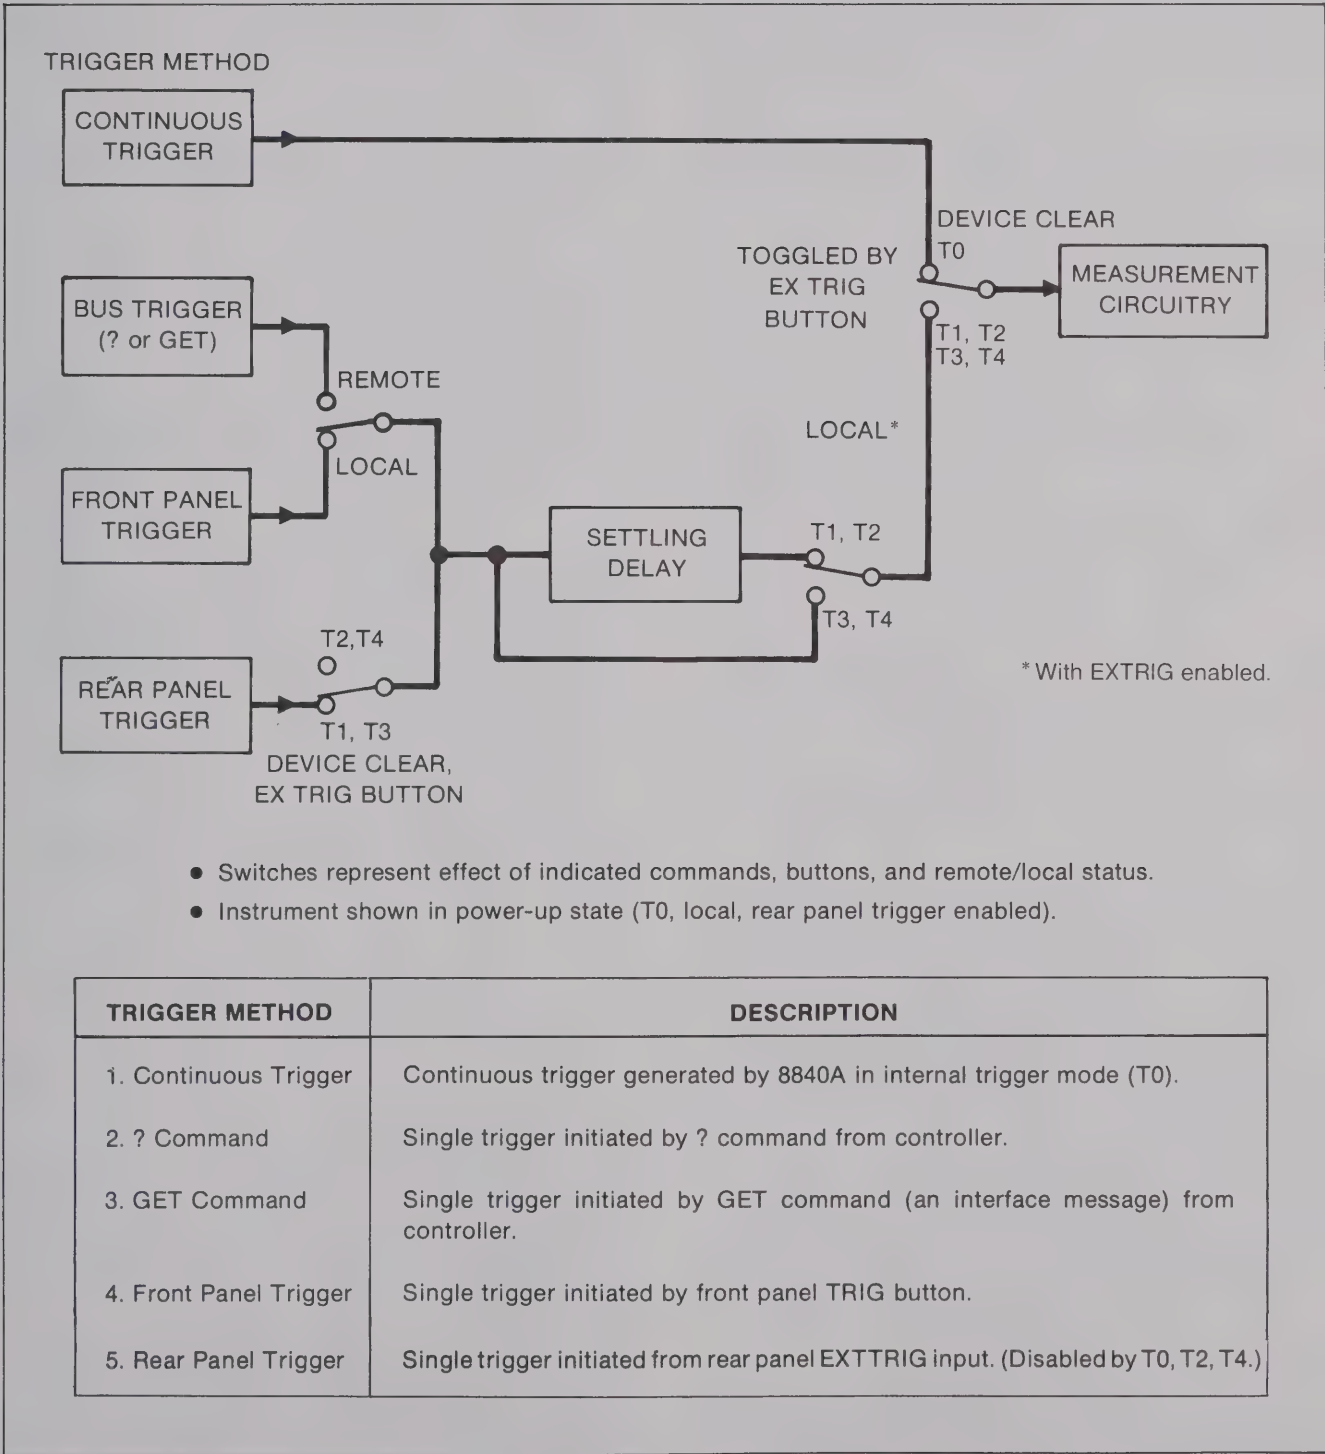 TRIGGER METHOD
CONTINUOUS
TRIGGER
DEVICE CLEAR
T0
TOGGLED BY
EX TRIG
BUTTON
MEASUREMENT
CIRCUITRY
T1, T2
T3, T4
BUS TRIGGER
(? or GET)
REMOTE
LOCAL
LOCAL*
FRONT PANEL
TRIGGER
SETTLING
DELAY
T1, T2
T3, T4
T2,T4
REAR PANEL
TRIGGER
T1, T3
DEVICE CLEAR,
EX TRIG BUTTON
* With EXTRIG enabled.
● Switches represent effect of indicated commands, buttons, and remote/local status.
● Instrument shown in power-up state (T0, local, rear panel trigger enabled).
TRIGGER METHOD DESCRIPTION
1. Continuous Trigger Continuous trigger generated by 8840A in internal trigger mode (T0).
2. ? Command Single trigger initiated by ? command from controller.
3. GET Command Single trigger initiated by GET command (an interface message) from
controller.
4. Front Panel Trigger Single trigger initiated by front panel TRIG button.
5. Rear Panel Trigger Single trigger initiated from rear panel EXTTRIG input. (Disabled by T0, T2, T4.)